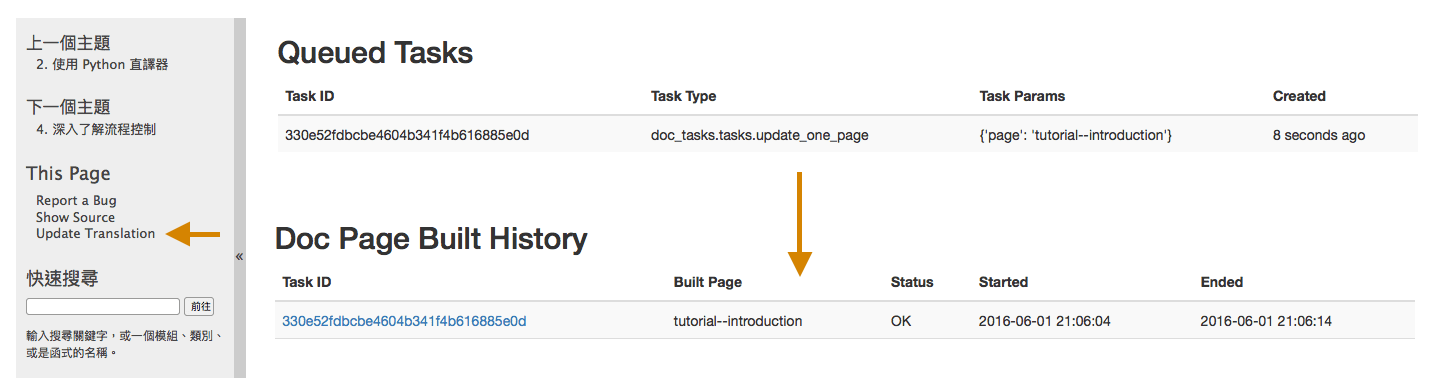 上一個主題
2. 使用 Python 直譯器
下一個主題
4. 深入了解流程控制
This Page
Report a Bug
Show Source
Update Translation
快速搜尋
前往
輸入搜尋關鍵字，或一個模組、類別、
或是函式的名稱。
«
Queued Tasks
Task ID Task Type Task Params Created
330e52fdbcbe4604b341f4b616885e0d doc_tasks.tasks.update_one_page {'page': 'tutorial--introduction'} 8 seconds ago
Doc Page Built History
Task ID Built Page Status Started Ended
330e52fdbcbe4604b341f4b616885e0d tutorial--introduction OK 2016-06-01 21:06:04 2016-06-01 21:06:14